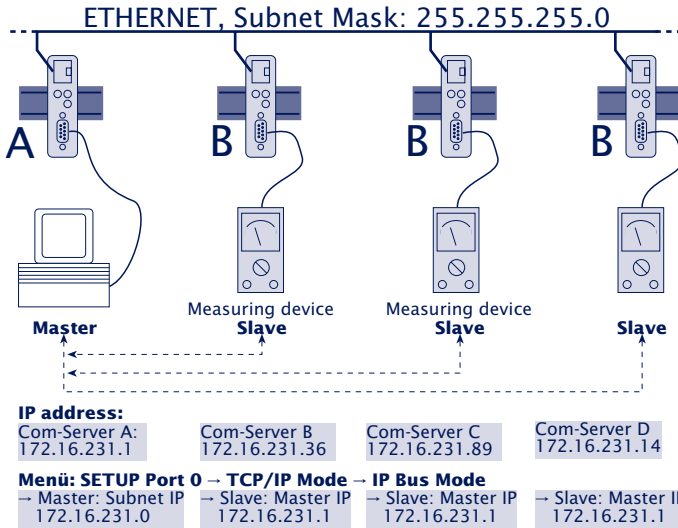 ETHERNET, Subnet Mask: 255.255.255.0
A B B B
Measuring device Measuring device
Master Slave Slave Slave
IP address:
Com-Server A: Com-Server B Com-Server C Com-Server D
172.16.231.1 172.16.231.36 172.16.231.89 172.16.231.14
Menü: SETUP Port 0 → TCP/IP Mode → IP Bus Mode
→ Master: Subnet IP → Slave: Master IP → Slave: Master IP → Slave: Master
172.16.231.0 172.16.231.1 172.16.231.1 172.16.231.1